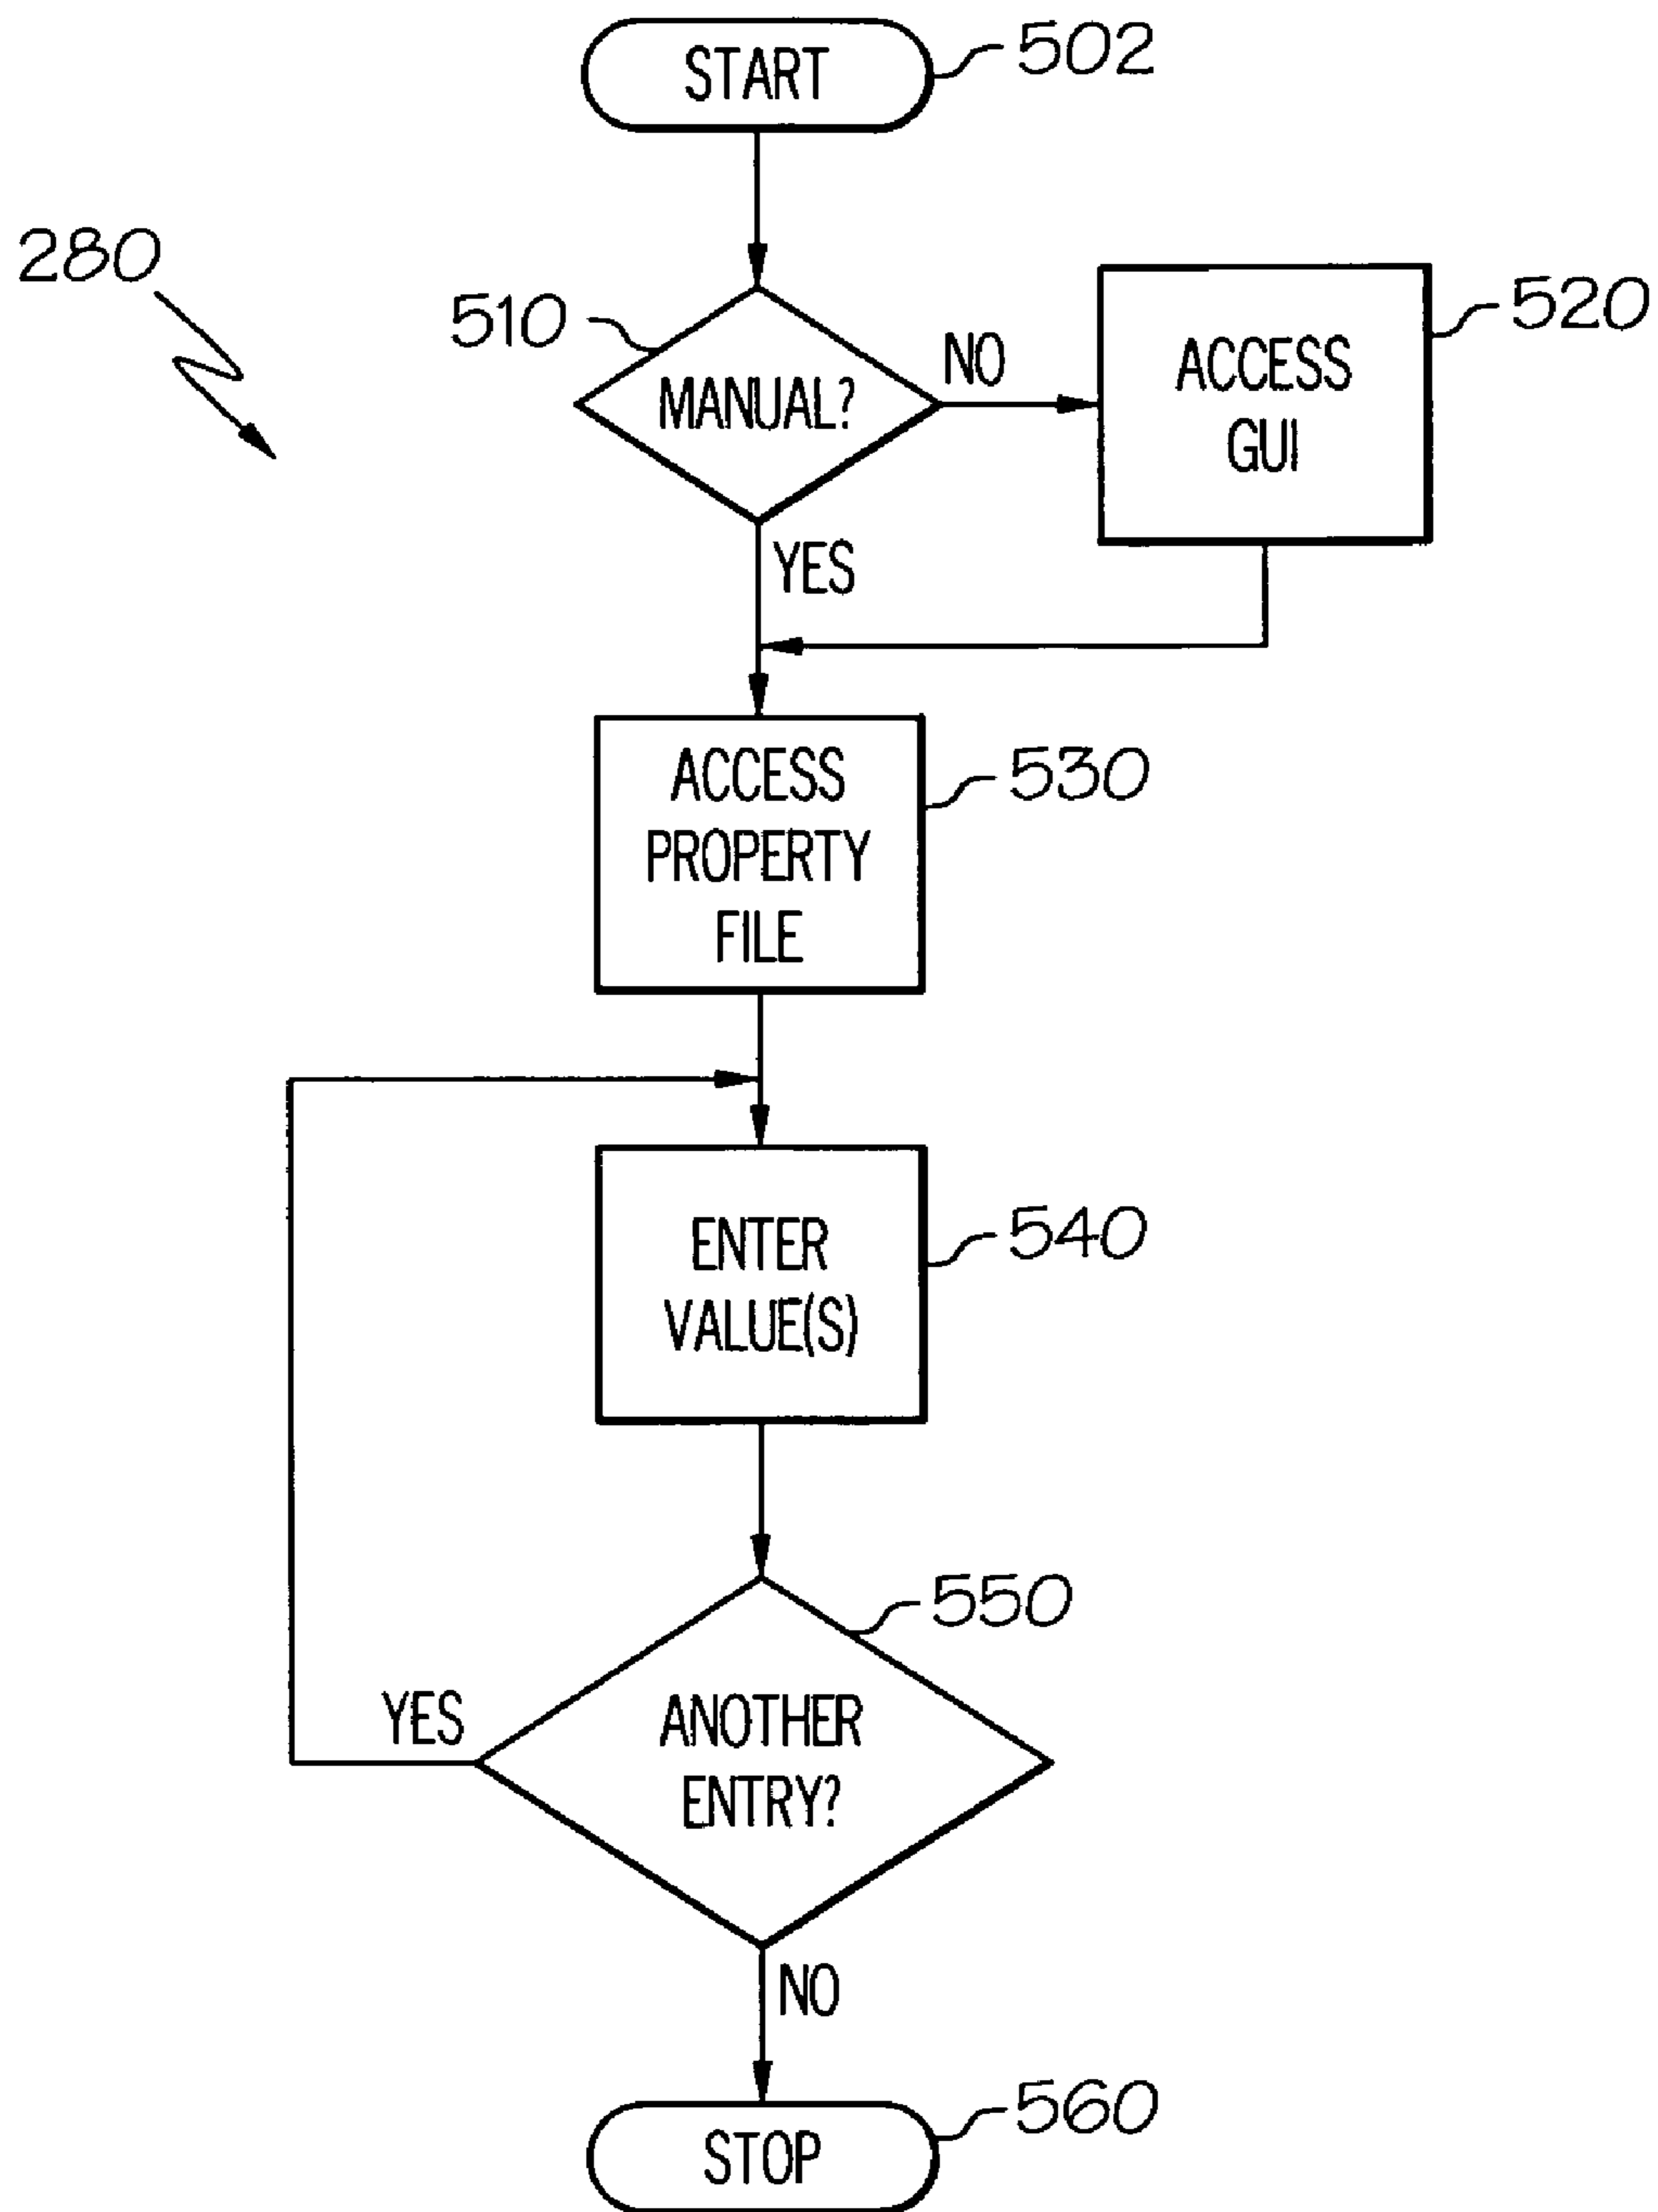 START
502
280
510
MANUAL?
NO
520
ACCESS
GUI
YES
ACCESS
PROPERTY
FILE
530
ENTER
VALUE(S)
540
550
YES
ANOTHER
ENTRY?
NO
STOP
560